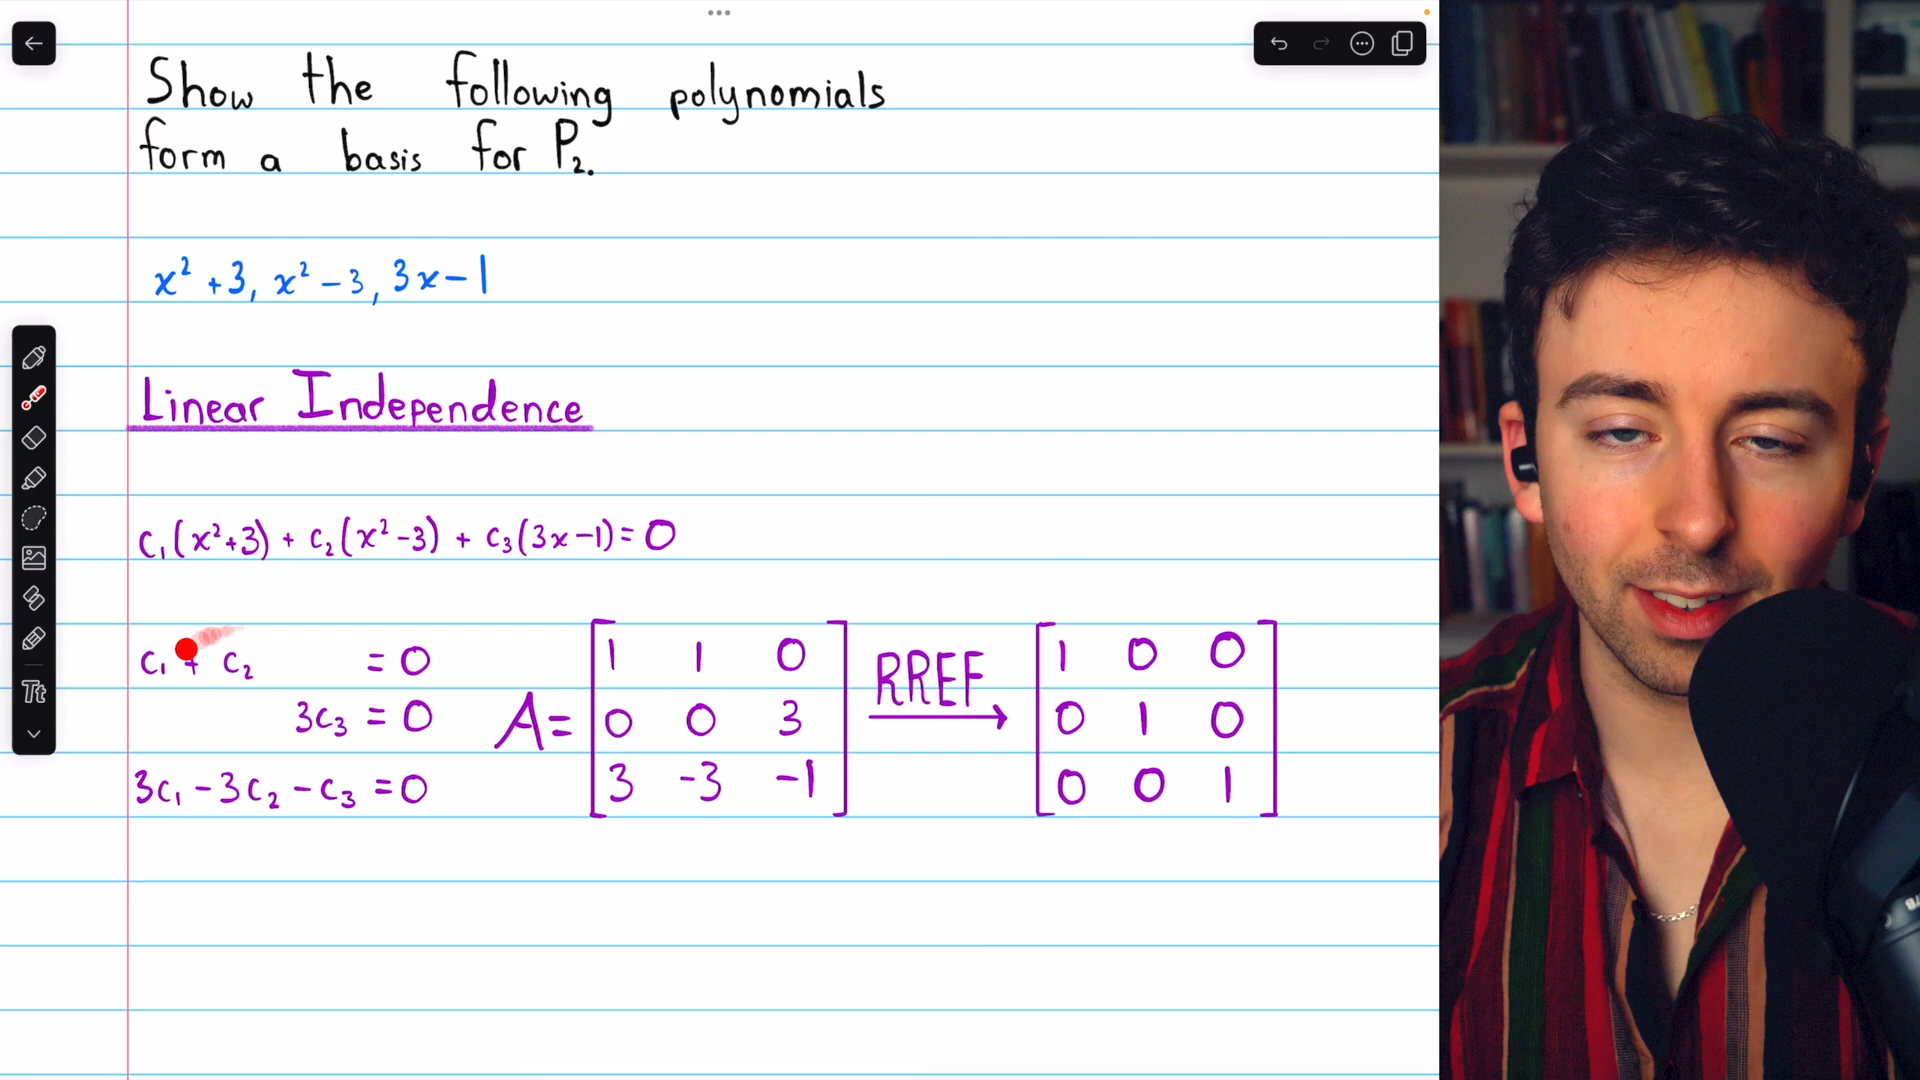 Show the following polynomials
form a basis for P₂.
x² + 3, x² - 3, 3x - 1
Linear Independence
c₁(x²+3) + c₂(x²-3) + c₃(3x-1) = 0
c₁ + c₂ = 0
3c₃ = 0
3c₁ - 3c₂ - c₃ = 0
A =
1 1 0
0 0 3
3 -3 -1
RREF
1 0 0
0 1 0
0 0 1
Tt